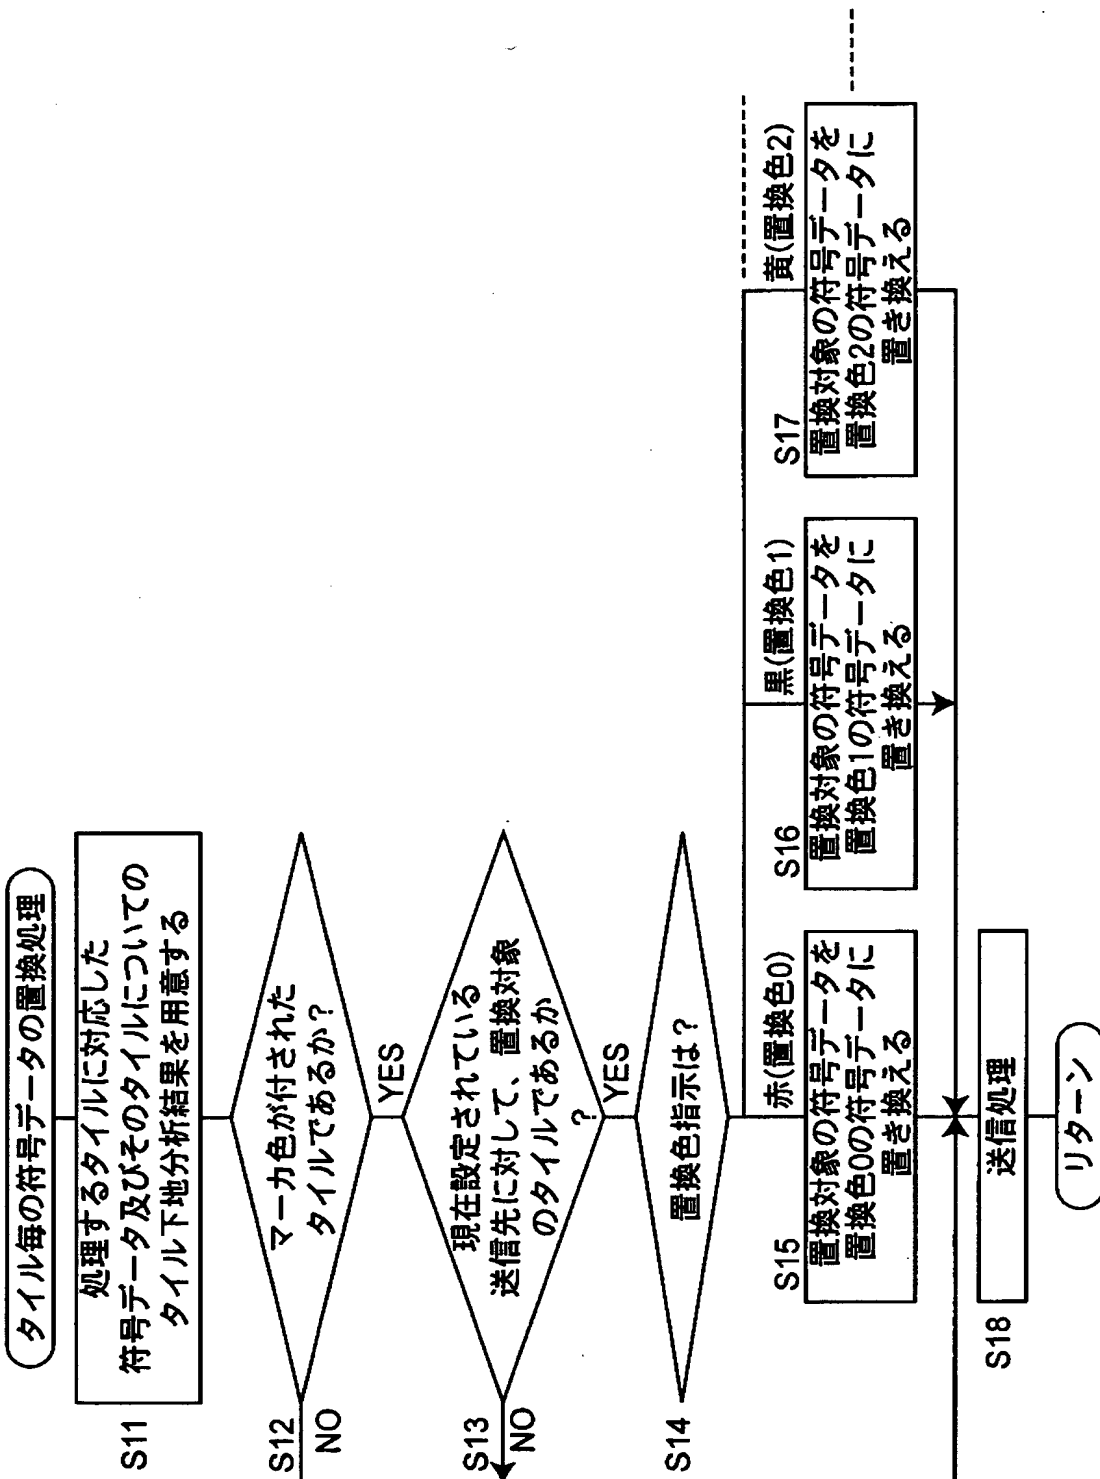 タイル毎の符号データの置換処理
S11
処理するタイルに対応した
符号データ及びそのタイルについての
タイル下地分析結果を用意する
S12
マーカ色が付された
タイルであるか?
NO
YES
S13
現在設定されている
送信先に対して、置換対象
のタイルであるか
?
NO
YES
S14
置換色指示は?
赤(置換色0)
黒(置換色1)
黄(置換色2)
S15
置換対象の符号データを
置換色0の符号データに
置き換える
S16
置換対象の符号データを
置換色1の符号データに
置き換える
S17
置換対象の符号データを
置換色2の符号データに
置き換える
S18
送信処理
リターン